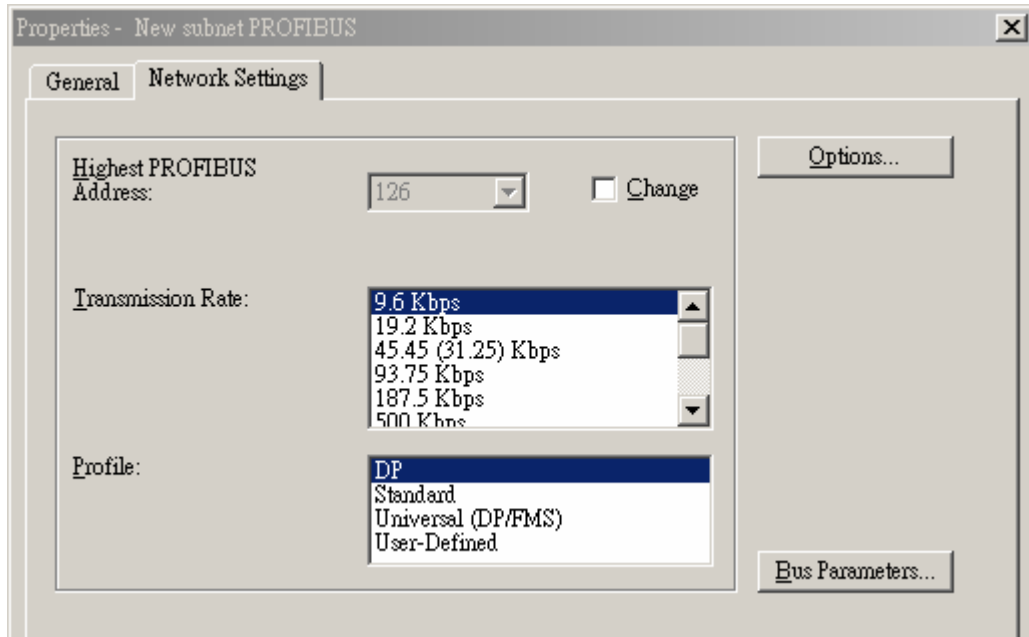 Properties - New subnet PROFIBUS
General
Network Settings
Highest PROFIBUS
Address:
126
Change
Options...
Transmission Rate:
9.6 Kbps
19.2 Kbps
45.45 (31.25) Kbps
93.75 Kbps
187.5 Kbps
500 Kbps
Profile:
DP
Standard
Universal (DP/FMS)
User-Defined
Bus Parameters...